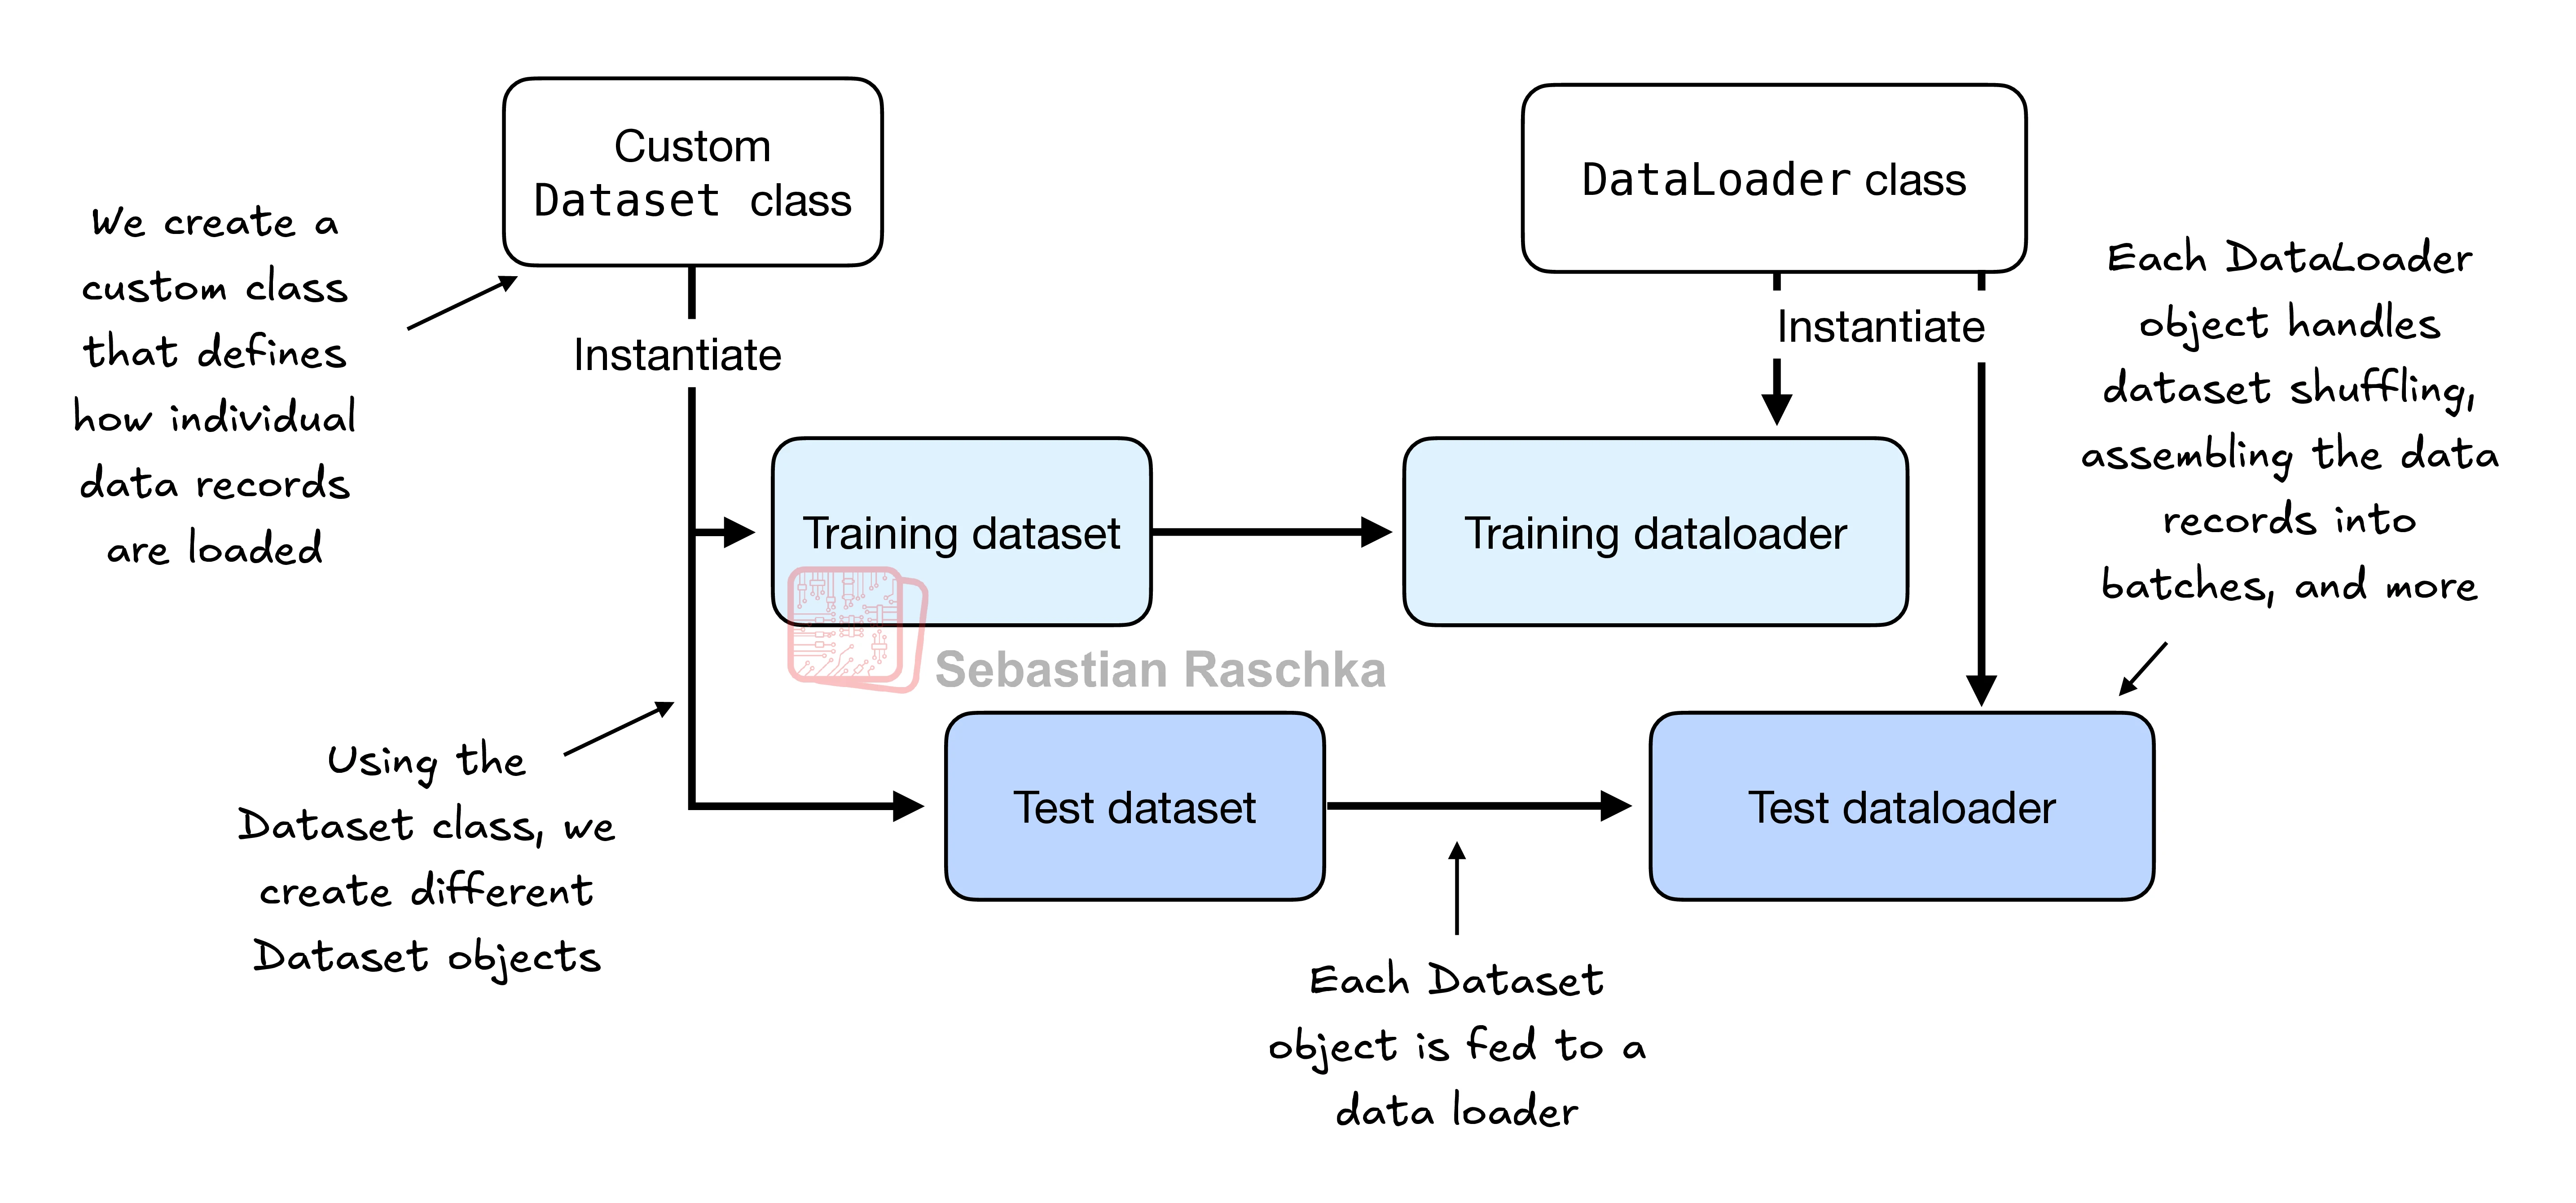 Custom
Dataset class
DataLoader class
We create a
custom class
that defines
how individual
data records
are loaded
Instantiate
Instantiate
Each DataLoader
object handles
dataset shuffling,
assembling the data
records into
batches, and more
Training dataset
Training dataloader
Sebastian Raschka
Using the
Dataset class, we
create different
Dataset objects
Test dataset
Test dataloader
Each Dataset
object is fed to a
data loader